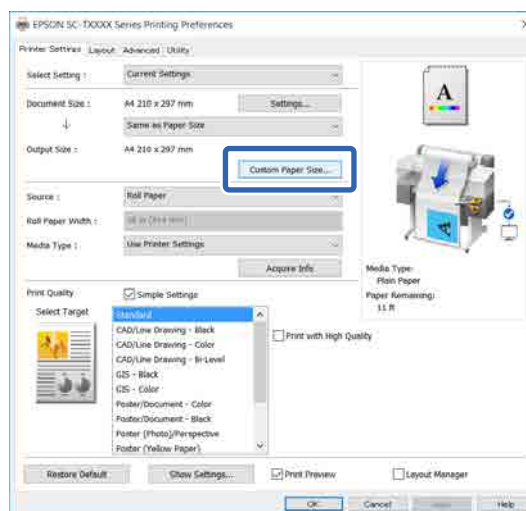 EPSON SC-TXXXX Series Printing Preferences
Printer Settings Layout Advanced Utility
Select Setting : Current Settings
Document Size : A4 210 x 297 mm Settings...
Same as Paper Size
Output Size : A4 210 x 297 mm
Custom Paper Size...
Source : Roll Paper
Roll Paper Width :
Media Type : Use Printer Settings
Acquire Info
A
Media Type:
Plain Paper
Paper Remaining:
11 ft
Print Quality Simple Settings
Select Target
Standard
CAD/Line Drawing - Black
CAD/Line Drawing - Color
CAD/Line Drawing - Bi-Level
GIS - Black
GIS - Color
Poster/Document - Color
Poster/Document - Black
Poster (Photo)/Perspective
Poster (Yellow Paper)
Print with High Quality
Restore Default Show Settings... Print Preview Layout Manager
OK Cancel Help